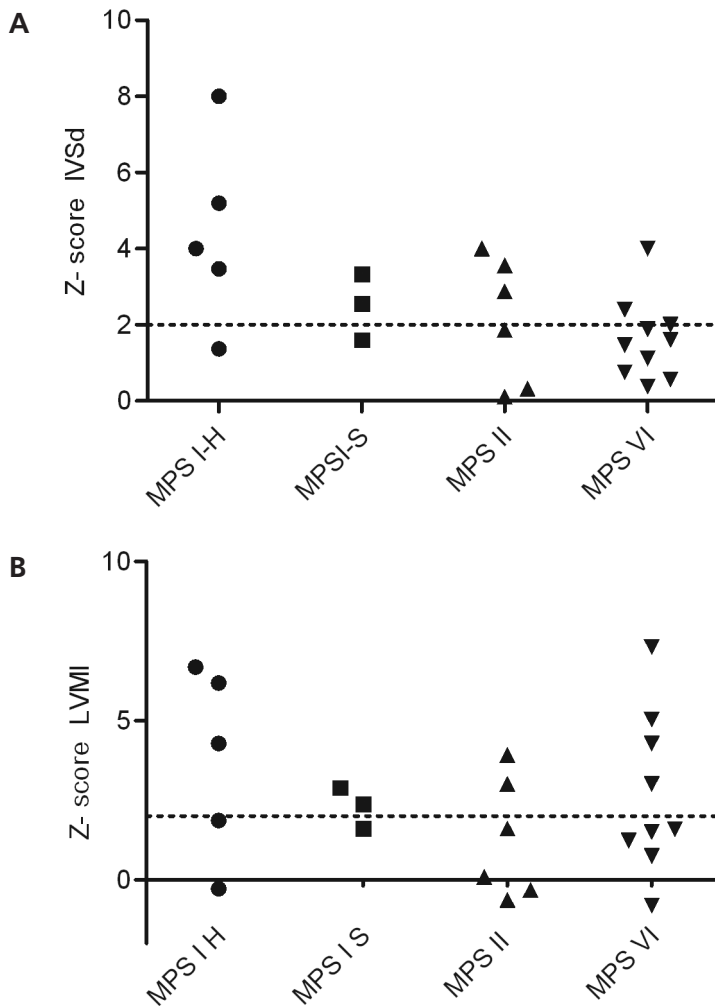 A
Z- score IVSd
10
8
6
4
2
0
MPS I-H
MPSI-S
MPS II
MPS VI
B
Z- score LVMI
10
5
0
MPS I H
MPS I S
MPS II
MPS VI